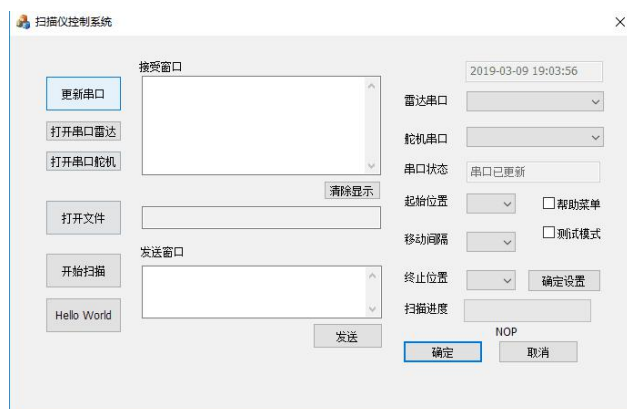 扫描仪控制系统
接受窗口
2019-03-09 19:03:56
更新串口
雷达串口
打开串口雷达
舵机串口
打开串口舵机
串口状态
串口已更新
清除显示
起始位置
帮助菜单
打开文件
移动间隔
测试模式
发送窗口
开始扫描
终止位置
确定设置
Hello World
扫描进度
发送
NOP
确定
取消